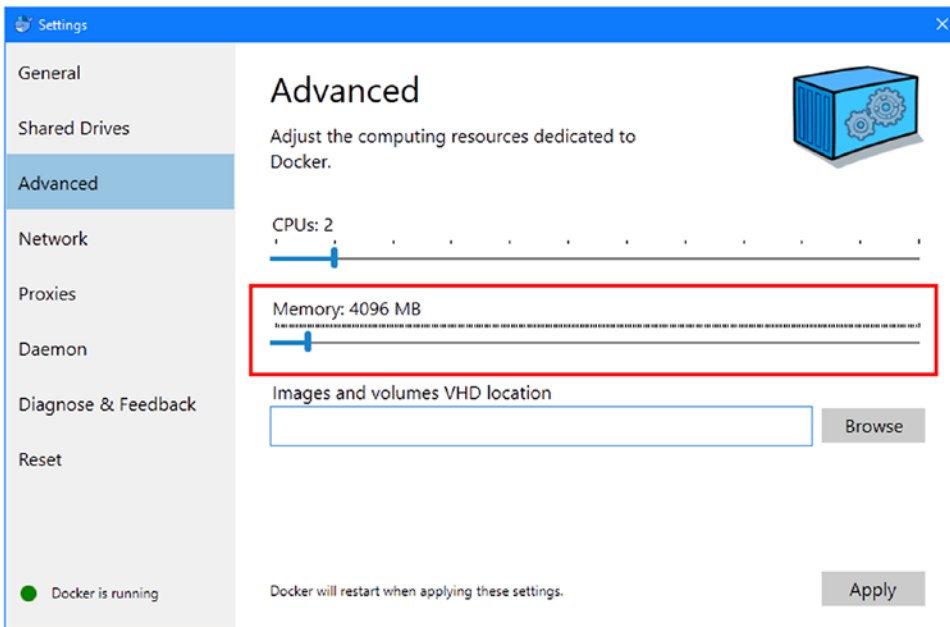 Settings
General
Shared Drives
Advanced
Network
Proxies
Daemon
Diagnose & Feedback
Reset
Docker is running
Advanced
Adjust the computing resources dedicated to
Docker.
CPUs: 2
Memory: 4096 MB
Images and volumes VHD location
Browse
Docker will restart when applying these settings.
Apply